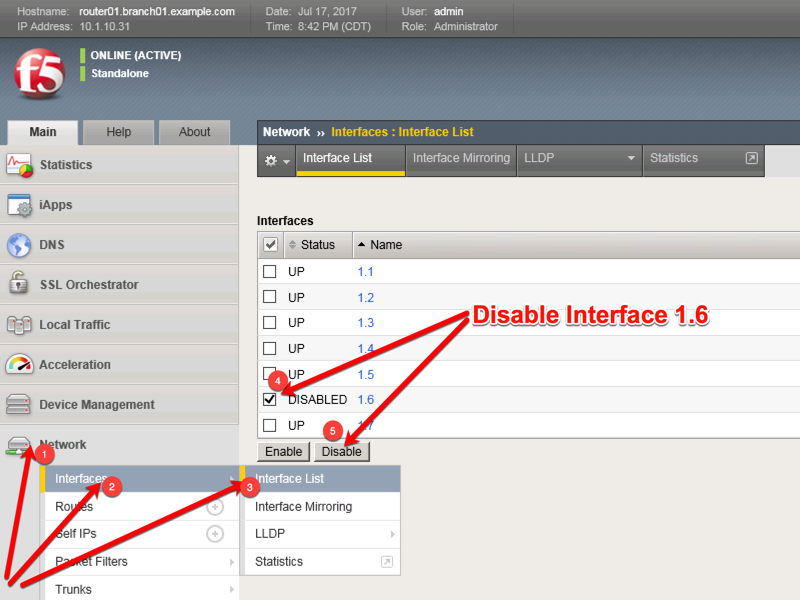 Hostname: router01.branch01.example.com Date: Jul 17, 2017 User: admin
IP Address: 10.1.10.31 Time: 8:42 PM (CDT) Role: Administrator
f5
ONLINE (ACTIVE)
Standalone
Main Help About
Network ›› Interfaces : Interface List
Interface List Interface Mirroring LLDP Statistics
Statistics
iApps
DNS
SSL Orchestrator
Local Traffic
Acceleration
Device Management
Network
Interfaces
Routes
Self IPs
Packet Filters
Trunks
Interface List
Interface Mirroring
LLDP
Statistics
Interfaces
Status Name
UP 1.1
UP 1.2
UP 1.3
UP 1.4
UP 1.5
DISABLED 1.6
UP 1.7
Enable Disable
Disable Interface 1.6
1
2
3
4
5